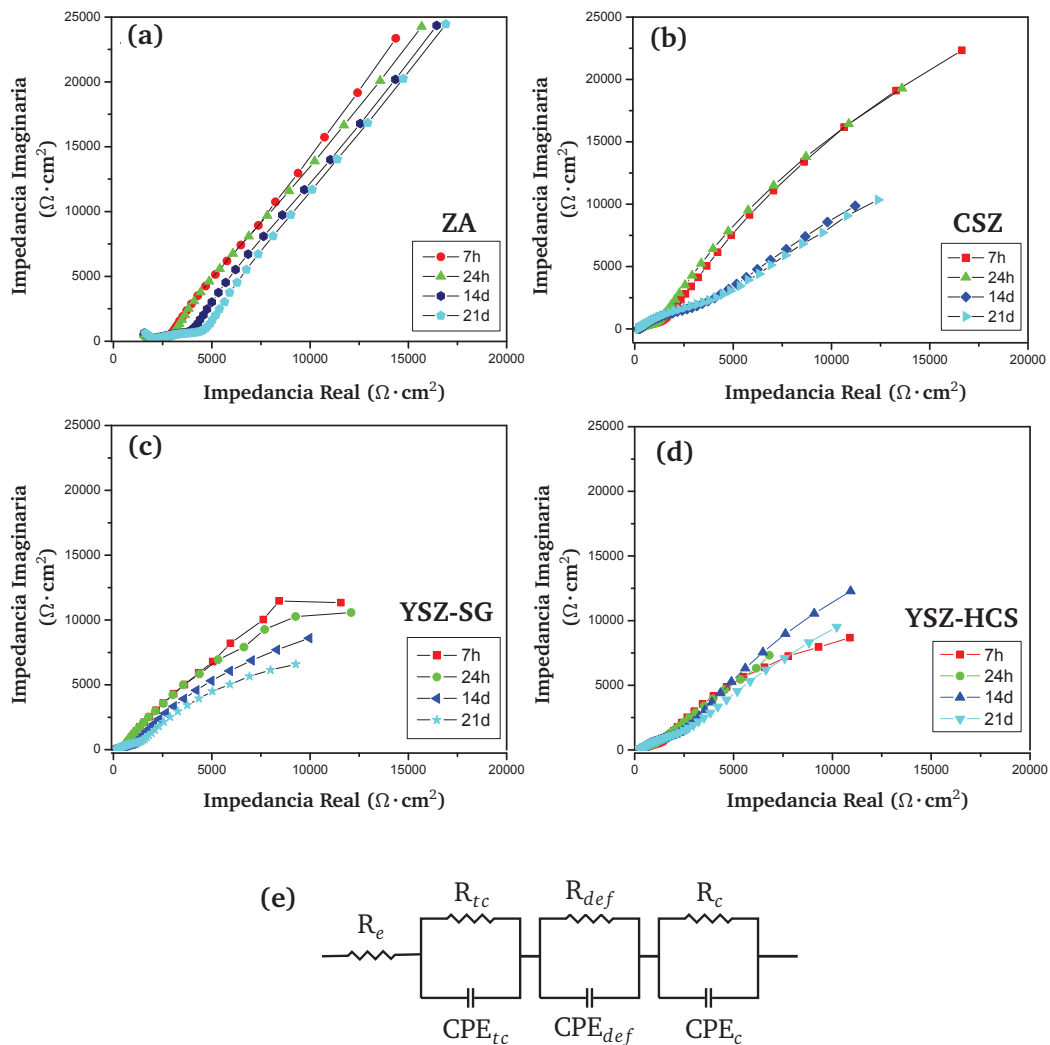 (a)
25000
20000
15000
10000
5000
0
0 5000 10000 15000 20000
Impedancia Imaginaria
(Ω·cm²)
Impedancia Real (Ω·cm²)
ZA
7h
24h
14d
21d
(b)
25000
20000
15000
10000
5000
0
0 5000 10000 15000 20000
Impedancia Imaginaria
(Ω·cm²)
Impedancia Real (Ω·cm²)
CSZ
7h
24h
14d
21d
(c)
25000
20000
15000
10000
5000
0
0 5000 10000 15000 20000
Impedancia Imaginaria
(Ω·cm²)
Impedancia Real (Ω·cm²)
YSZ-SG
7h
24h
14d
21d
(d)
25000
20000
15000
10000
5000
0
0 5000 10000 15000 20000
Impedancia Imaginaria
(Ω·cm²)
Impedancia Real (Ω·cm²)
YSZ-HCS
7h
24h
14d
21d
(e)
R_e
R_tc
R_def
R_c
CPE_tc
CPE_def
CPE_c